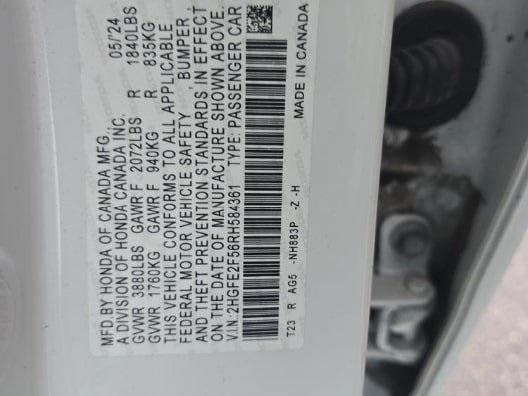 MFD.BY HONDA OF CANADA MFG.,
A DIVISION OF HONDA CANADA INC. 05/'24
GVWR 3880LBS GAWR F 2072LBS R 1840LBS
GVWR 1760KG GAWR F 940KG R 835KG
THIS VEHICLE CONFORMS TO ALL APPLICABLE
FEDERAL MOTOR VEHICLE SAFETY , BUMPER ,
AND THEFT PREVENTION STANDARDS IN EFFECT
ON THE DATE OF MANUFACTURE SHOWN ABOVE.
V.I.N.:2HGFE2F56RH584361 TYPE: PASSENGER CAR
T23 R AG5 -NH883P -Z -H MADE IN CANADA